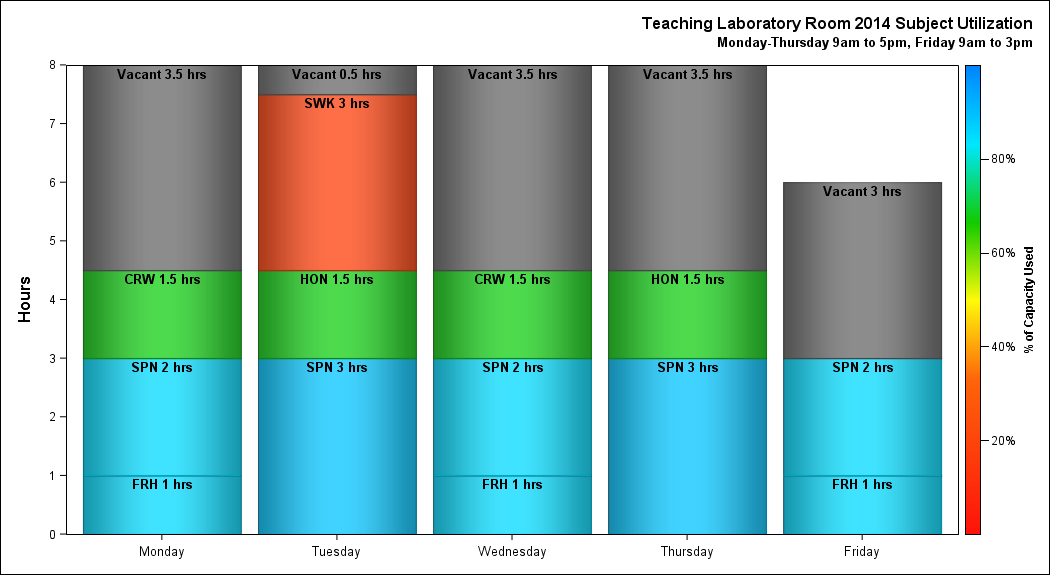 Teaching Laboratory Room 2014 Subject Utilization
Monday-Thursday 9am to 5pm, Friday 9am to 3pm
Hours
8
7
6
5
4
3
2
1
0
Vacant 3.5 hrs
CRW 1.5 hrs
SPN 2 hrs
FRH 1 hrs
Monday
Vacant 0.5 hrs
SWK 3 hrs
HON 1.5 hrs
SPN 3 hrs
Tuesday
Vacant 3.5 hrs
CRW 1.5 hrs
SPN 2 hrs
FRH 1 hrs
Wednesday
Vacant 3.5 hrs
HON 1.5 hrs
SPN 3 hrs
Thursday
Vacant 3 hrs
SPN 2 hrs
FRH 1 hrs
Friday
80%
60%
40%
20%
% of Capacity Used